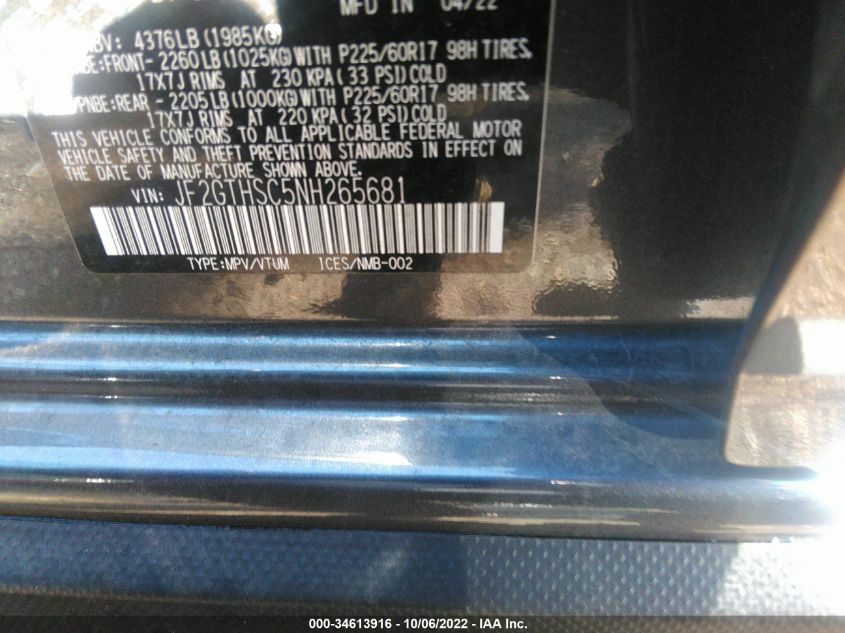 MFD IN 04/22
4376LB (1985KG)
FRONT- 2260LB (1025KG) WITH P225/60R17 98H TIRES,
17X7J RIMS AT 230 KPA ( 33 PSI) COLD
PNBE:REAR - 2205LB (1000KG) WITH P225/60R17 98H TIRES,
17X7J RIMS AT 220 KPA ( 32 PSI) COLD
THIS VEHICLE CONFORMS TO ALL APPLICABLE FEDERAL MOTOR
VEHICLE SAFETY AND THEFT PREVENTION STANDARDS IN EFFECT ON
THE DATE OF MANUFACTURE SHOWN ABOVE.
VIN: JF2GTHSC5NH265681
TYPE:MPV/VTUM ICES/NMB-002
000-34613916 - 10/06/2022 - IAA Inc.